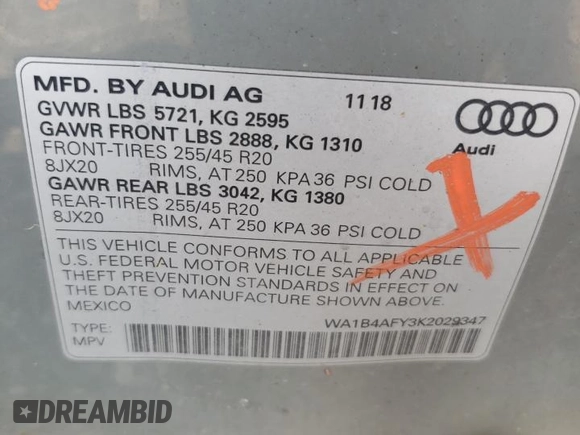 MFD. BY AUDI AG 11 18
GVWR LBS 5721, KG 2595
GAWR FRONT LBS 2888, KG 1310
Audi
FRONT-TIRES 255/45 R20
8JX20 RIMS, AT 250 KPA 36 PSI COLD
GAWR REAR LBS 3042, KG 1380
REAR-TIRES 255/45 R20
8JX20 RIMS, AT 250 KPA 36 PSI COLD
THIS VEHICLE CONFORMS TO ALL APPLICABLE
U.S. FEDERAL MOTOR VEHICLE SAFETY AND
THEFT PREVENTION STANDARDS IN EFFECT ON
THE DATE OF MANUFACTURE SHOWN ABOVE.
MEXICO
WA1B4AFY3K2029347
TYPE:
MPV
DREAMBID